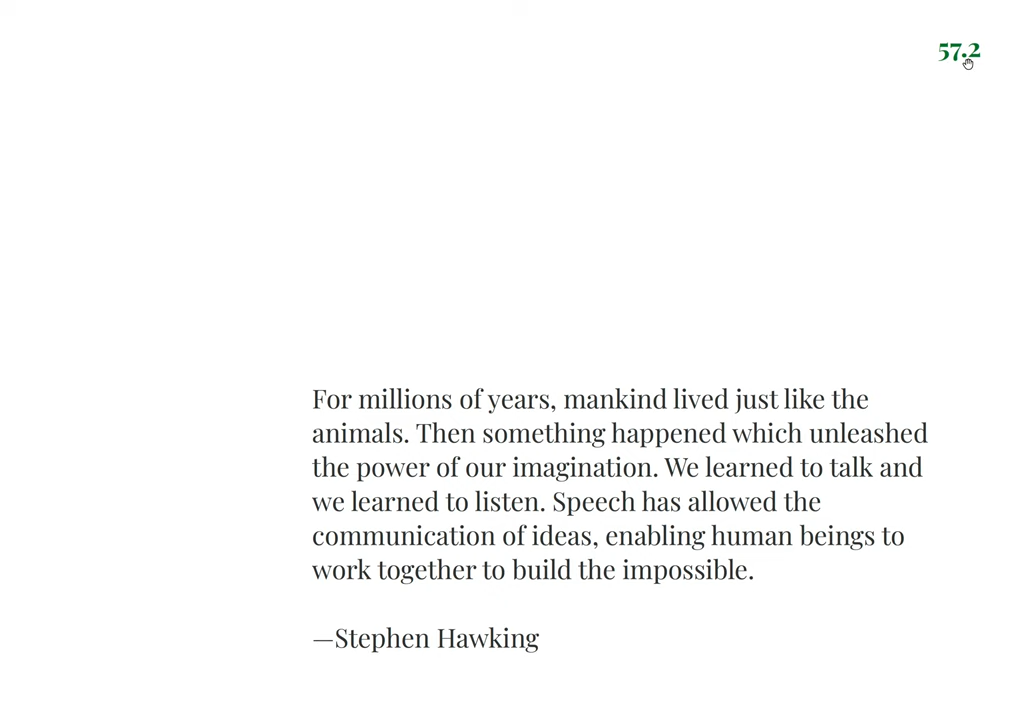 57.2
For millions of years, mankind lived just like the
animals. Then something happened which unleashed
the power of our imagination. We learned to talk and
we learned to listen. Speech has allowed the
communication of ideas, enabling human beings to
work together to build the impossible.
—Stephen Hawking